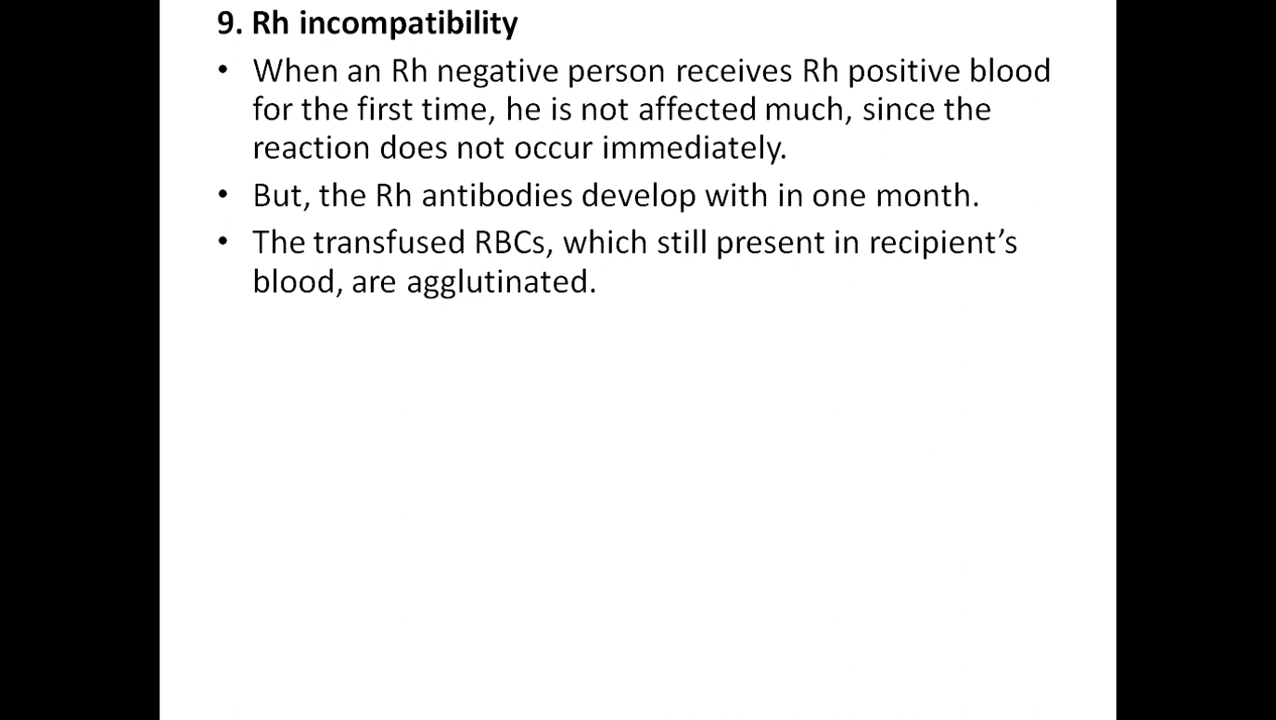 9. Rh incompatibility
• When an Rh negative person receives Rh positive blood
for the first time, he is not affected much, since the
reaction does not occur immediately.
• But, the Rh antibodies develop with in one month.
• The transfused RBCs, which still present in recipient’s
blood, are agglutinated.